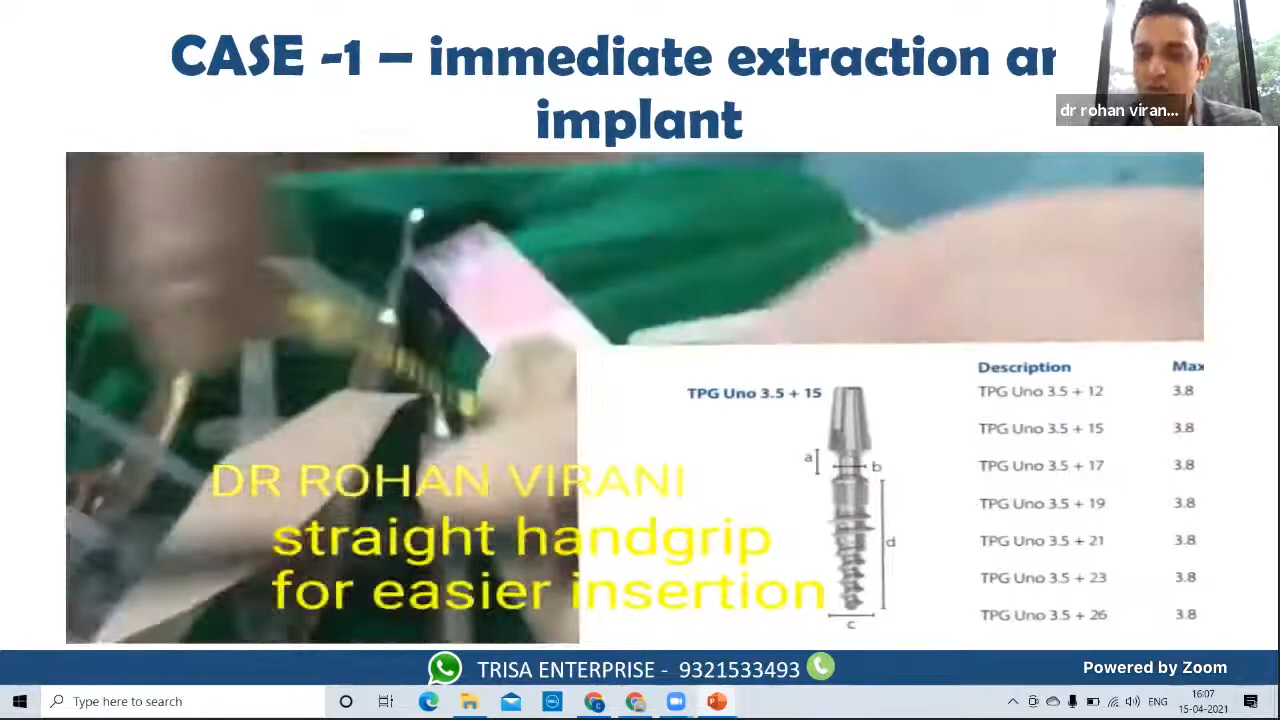 CASE -1 – immediate extraction ar
implant
dr rohan viran...
Description Max
TPG Uno 3.5 + 15
TPG Uno 3.5 + 12 3.8
TPG Uno 3.5 + 15 3.8
TPG Uno 3.5 + 17 3.8
TPG Uno 3.5 + 19 3.8
TPG Uno 3.5 + 21 3.8
TPG Uno 3.5 + 23 3.8
TPG Uno 3.5 + 26 3.8
a
b
d
c
DR ROHAN VIRANI
straight handgrip
for easier insertion
TRISA ENTERPRISE - 9321533493
Powered by Zoom
Type here to search
ENG
16:07
15-04-2021